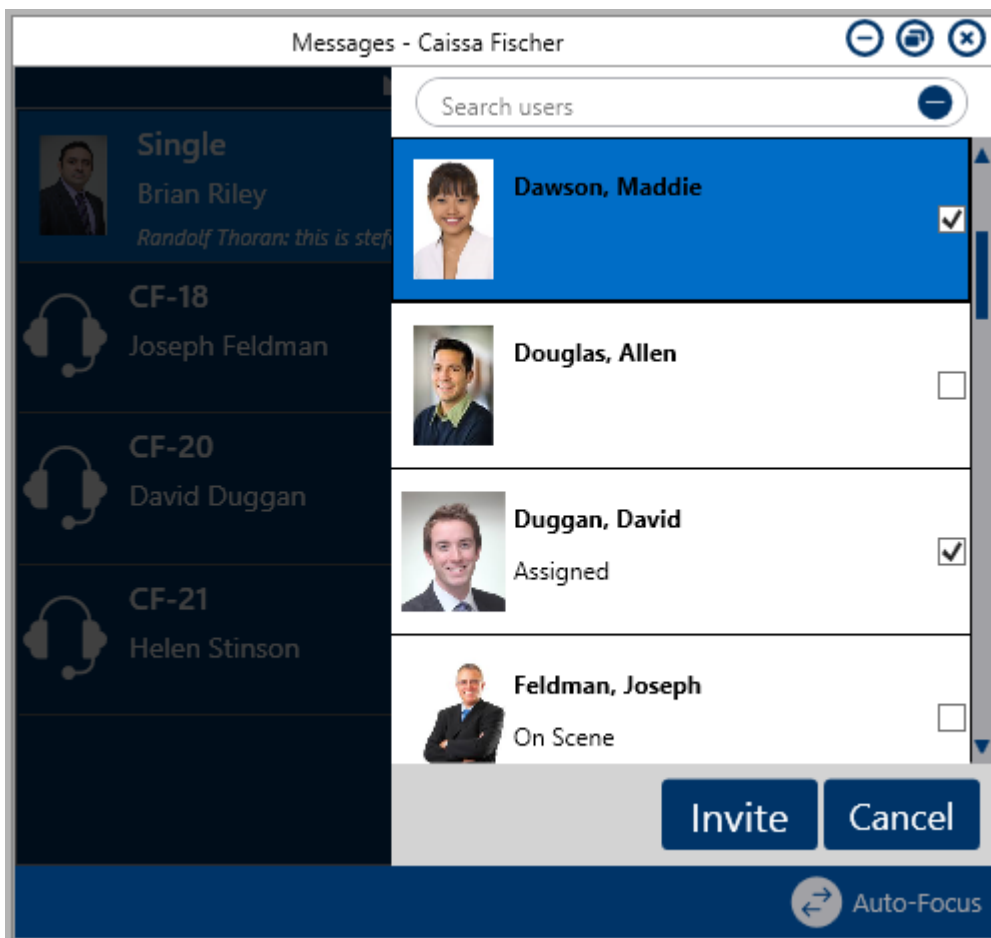 Messages - Caissa Fischer
Search users
Single
Brian Riley
Randolf Thoran: this is stef
CF-18
Joseph Feldman
CF-20
David Duggan
CF-21
Helen Stinson
Dawson, Maddie
Douglas, Allen
Duggan, David
Assigned
Feldman, Joseph
On Scene
Invite
Cancel
Auto-Focus